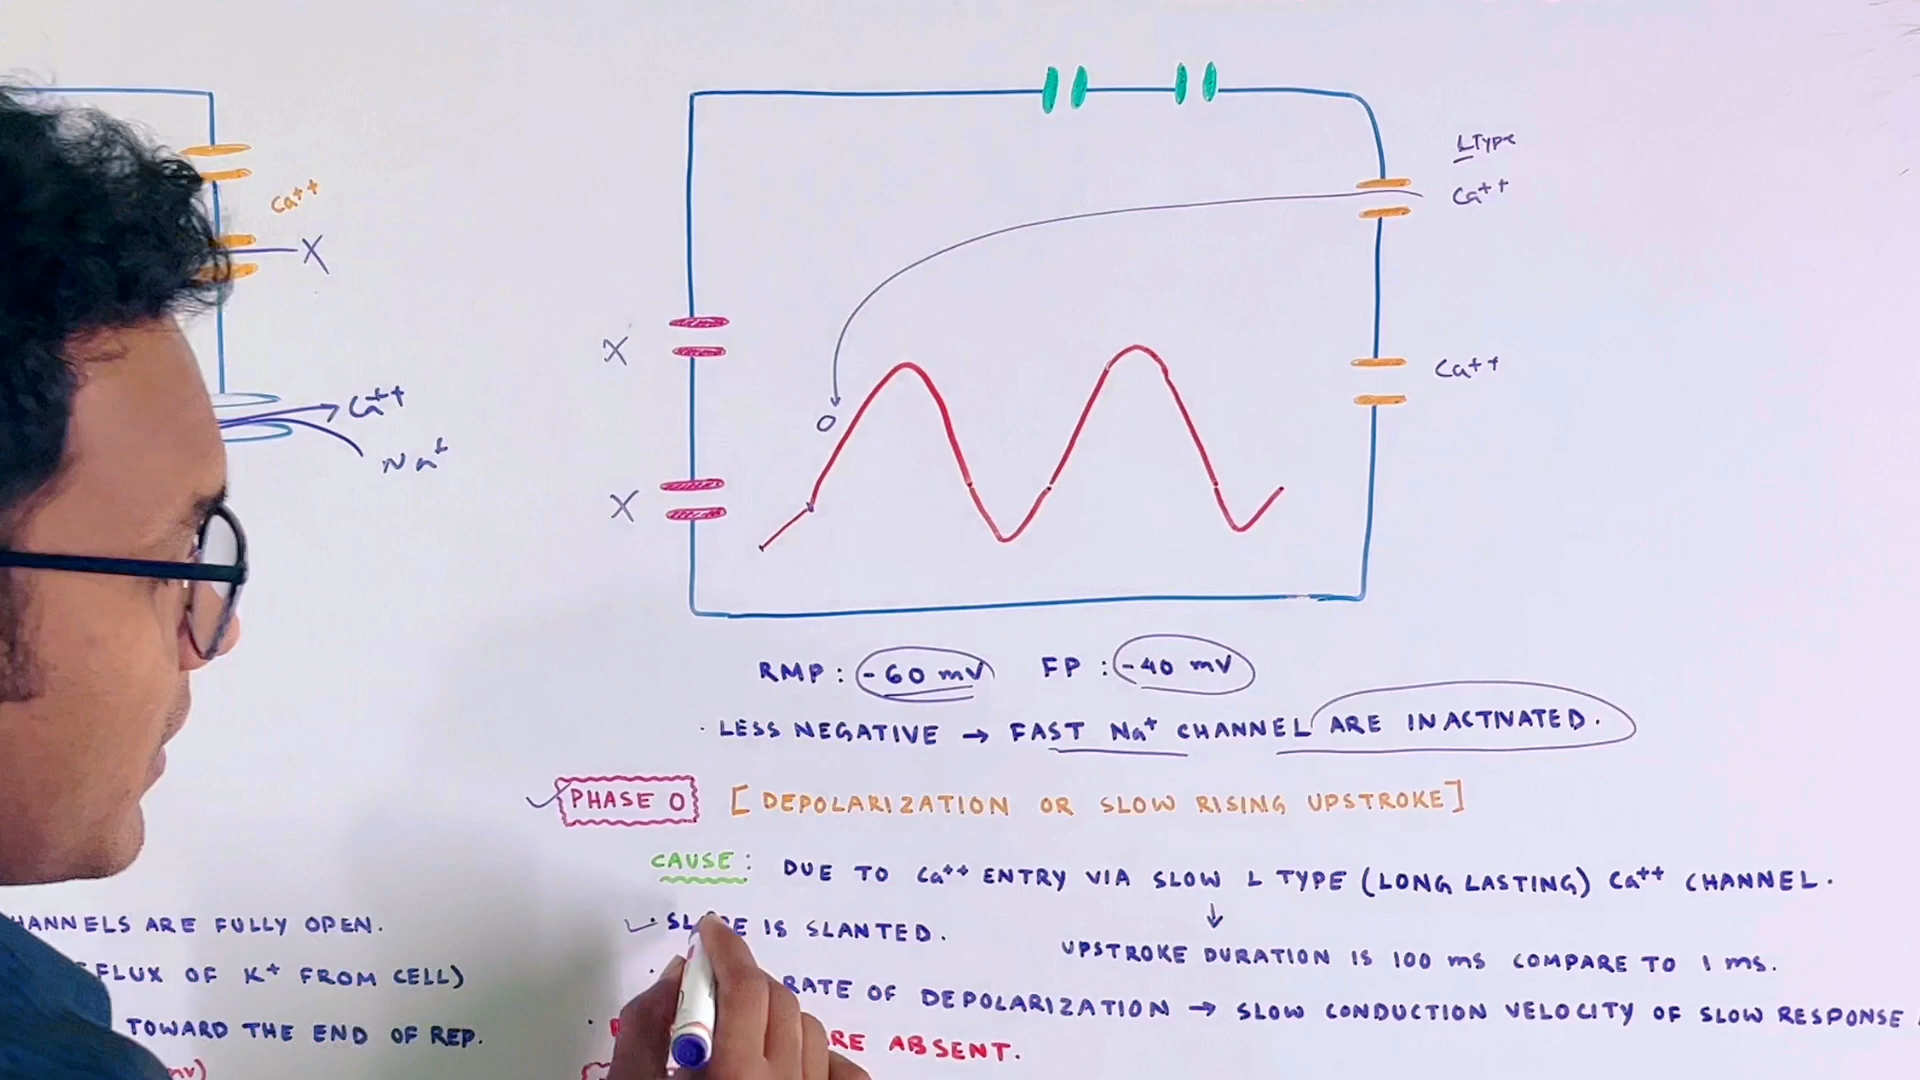 Ca++
X
Ca++
Na+
HANNELS ARE FULLY OPEN.
FLUX OF K+ FROM CELL)
TOWARD THE END OF REP.
mv)
L Type
Ca++
Ca++
X
X
0
RMP : -60 mV FP : -40 mV
· LESS NEGATIVE → FAST Na+ CHANNEL ARE INACTIVATED.
PHASE 0 [DEPOLARIZATION OR SLOW RISING UPSTROKE]
CAUSE: DUE TO Ca++ ENTRY VIA SLOW L TYPE (LONG LASTING) Ca++ CHANNEL.
↓
· SLOPE IS SLANTED.
UPSTROKE DURATION IS 100 ms COMPARE TO 1 ms.
RATE OF DEPOLARIZATION → SLOW CONDUCTION VELOCITY OF SLOW RESPONSE
RE ABSENT.